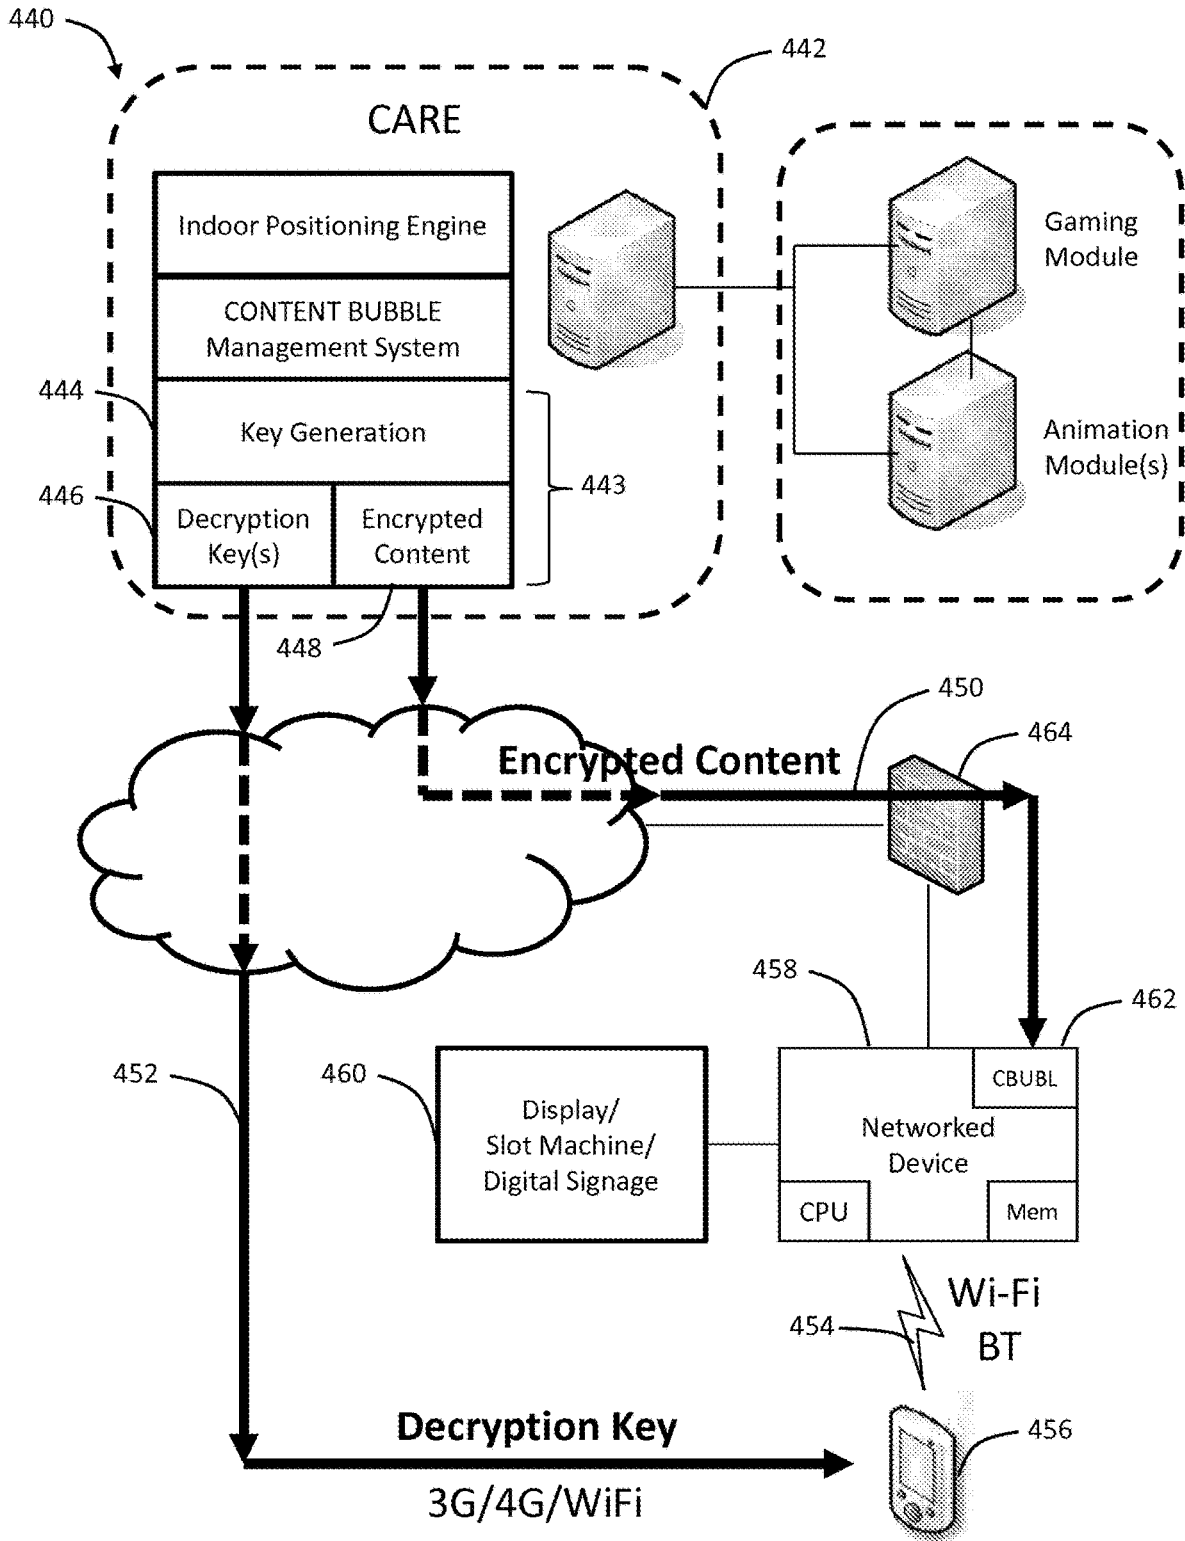 440
442
CARE
Indoor Positioning Engine
CONTENT BUBBLE
Management System
Key Generation
Decryption
Key(s)
Encrypted
Content
444
446
443
448
Gaming
Module
Animation
Module(s)
450
464
Encrypted Content
458
462
452
460
Display/
Slot Machine/
Digital Signage
CBUBL
Networked
Device
CPU
Mem
454
Wi-Fi
BT
Decryption Key
3G/4G/WiFi
456